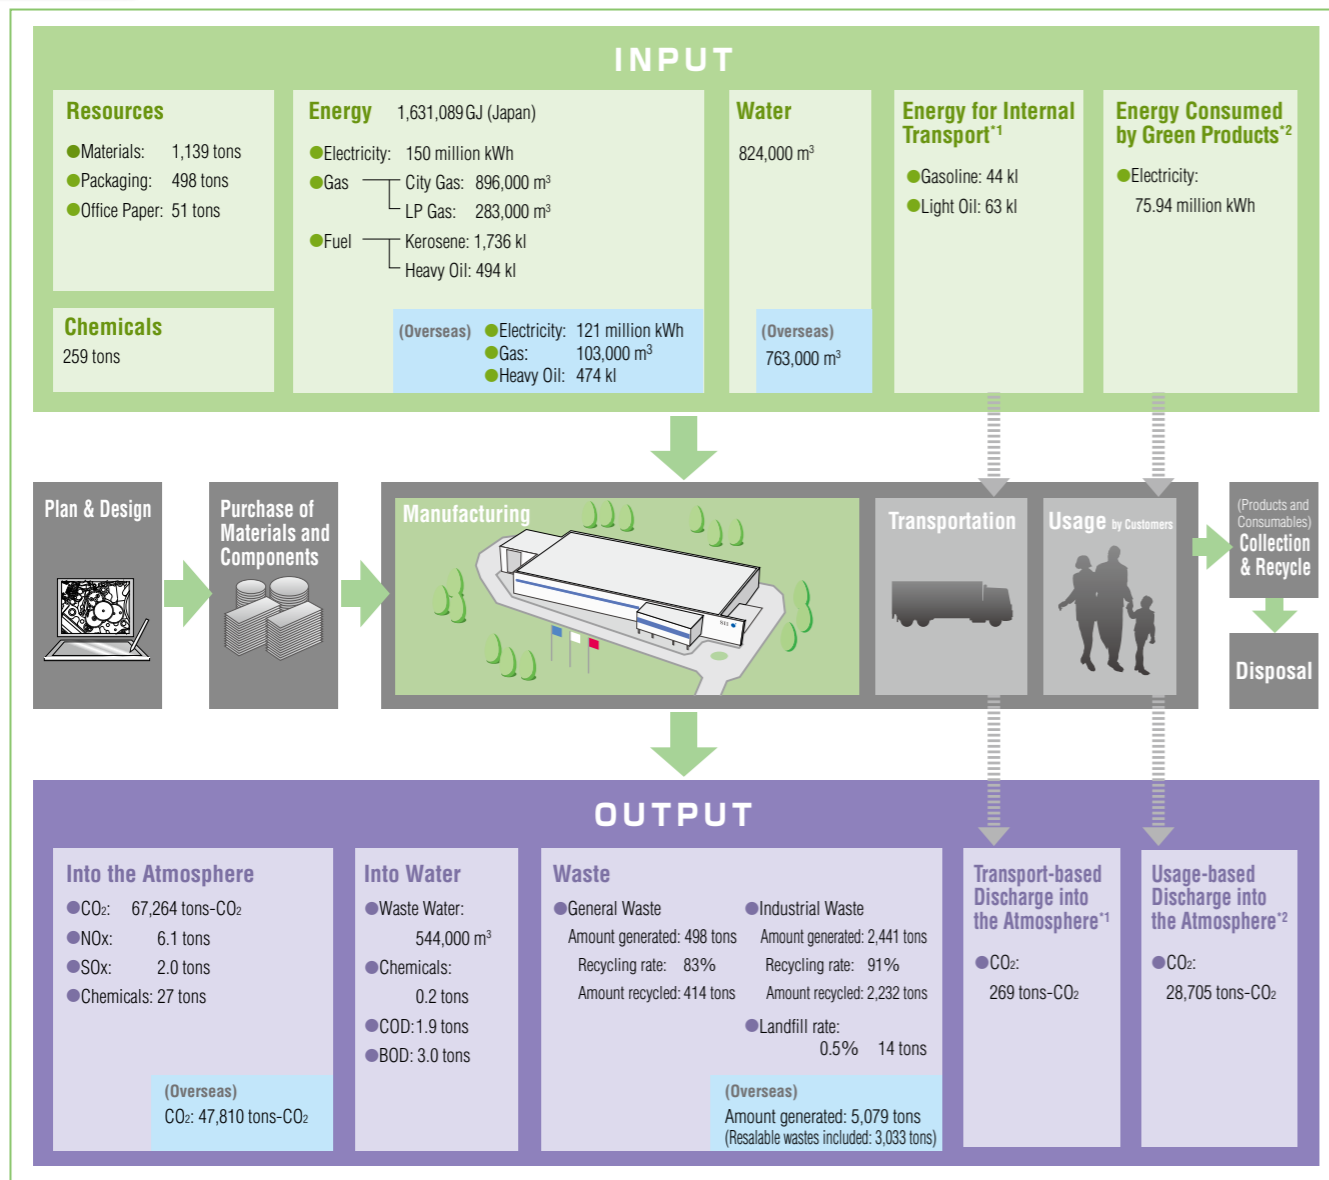 INPUT
Resources
●Materials: 1,139 tons
●Packaging: 498 tons
●Office Paper: 51 tons
Chemicals
259 tons
Energy 1,631,089 GJ (Japan)
●Electricity: 150 million kWh
●Gas City Gas: 896,000 m³
LP Gas: 283,000 m³
●Fuel Kerosene: 1,736 kl
Heavy Oil: 494 kl
(Overseas) ●Electricity: 121 million kWh
●Gas: 103,000 m³
●Heavy Oil: 474 kl
Water
824,000 m³
(Overseas)
763,000 m³
Energy for Internal
Transport*1
●Gasoline: 44 kl
●Light Oil: 63 kl
Energy Consumed
by Green Products*2
●Electricity:
75.94 million kWh
Plan & Design
Purchase of
Materials and
Components
Manufacturing
SII
Transportation
Usage by Customers
(Products and
Consumables)
Collection
& Recycle
Disposal
OUTPUT
Into the Atmosphere
●CO₂: 67,264 tons-CO₂
●NOx: 6.1 tons
●SOx: 2.0 tons
●Chemicals: 27 tons
(Overseas)
CO₂: 47,810 tons-CO₂
Into Water
●Waste Water:
544,000 m³
●Chemicals:
0.2 tons
●COD: 1.9 tons
●BOD: 3.0 tons
Waste
●General Waste
Amount generated: 498 tons
Recycling rate: 83%
Amount recycled: 414 tons
●Industrial Waste
Amount generated: 2,441 tons
Recycling rate: 91%
Amount recycled: 2,232 tons
●Landfill rate:
0.5% 14 tons
(Overseas)
Amount generated: 5,079 tons
(Resalable wastes included: 3,033 tons)
Transport-based
Discharge into
the Atmosphere*1
●CO₂:
269 tons-CO₂
Usage-based
Discharge into
the Atmosphere*2
●CO₂:
28,705 tons-CO₂